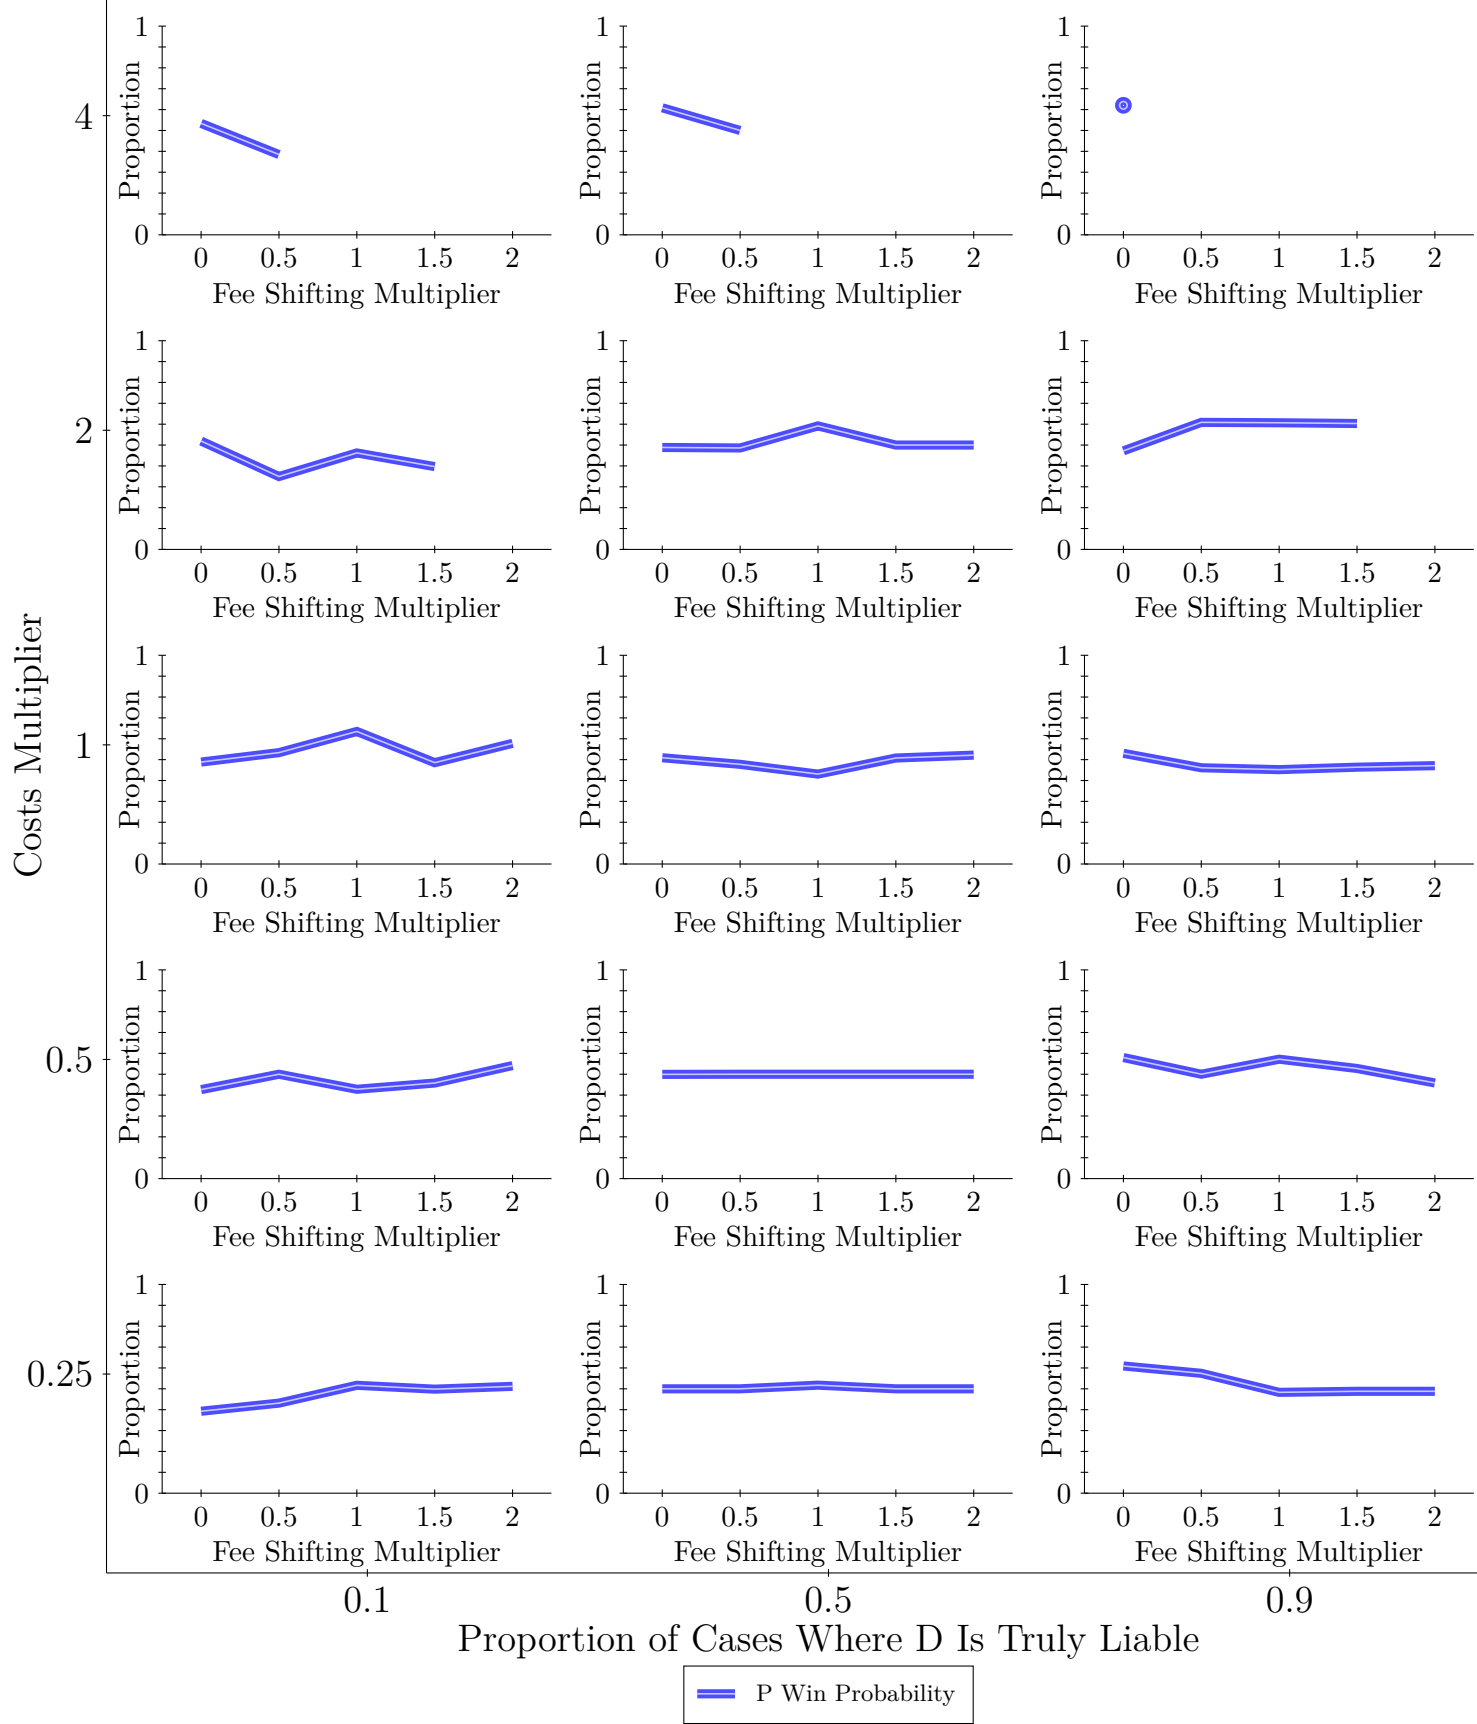 Costs Multiplier
4
1
Proportion
0
0 0.5 1 1.5 2
Fee Shifting Multiplier
1
Proportion
0
0 0.5 1 1.5 2
Fee Shifting Multiplier
1
Proportion
0
0 0.5 1 1.5 2
Fee Shifting Multiplier
2
1
Proportion
0
0 0.5 1 1.5 2
Fee Shifting Multiplier
1
Proportion
0
0 0.5 1 1.5 2
Fee Shifting Multiplier
1
Proportion
0
0 0.5 1 1.5 2
Fee Shifting Multiplier
1
1
Proportion
0
0 0.5 1 1.5 2
Fee Shifting Multiplier
1
Proportion
0
0 0.5 1 1.5 2
Fee Shifting Multiplier
1
Proportion
0
0 0.5 1 1.5 2
Fee Shifting Multiplier
0.5
1
Proportion
0
0 0.5 1 1.5 2
Fee Shifting Multiplier
1
Proportion
0
0 0.5 1 1.5 2
Fee Shifting Multiplier
1
Proportion
0
0 0.5 1 1.5 2
Fee Shifting Multiplier
0.25
1
Proportion
0
0 0.5 1 1.5 2
Fee Shifting Multiplier
1
Proportion
0
0 0.5 1 1.5 2
Fee Shifting Multiplier
1
Proportion
0
0 0.5 1 1.5 2
Fee Shifting Multiplier
0.1 0.5 0.9
Proportion of Cases Where D Is Truly Liable
P Win Probability